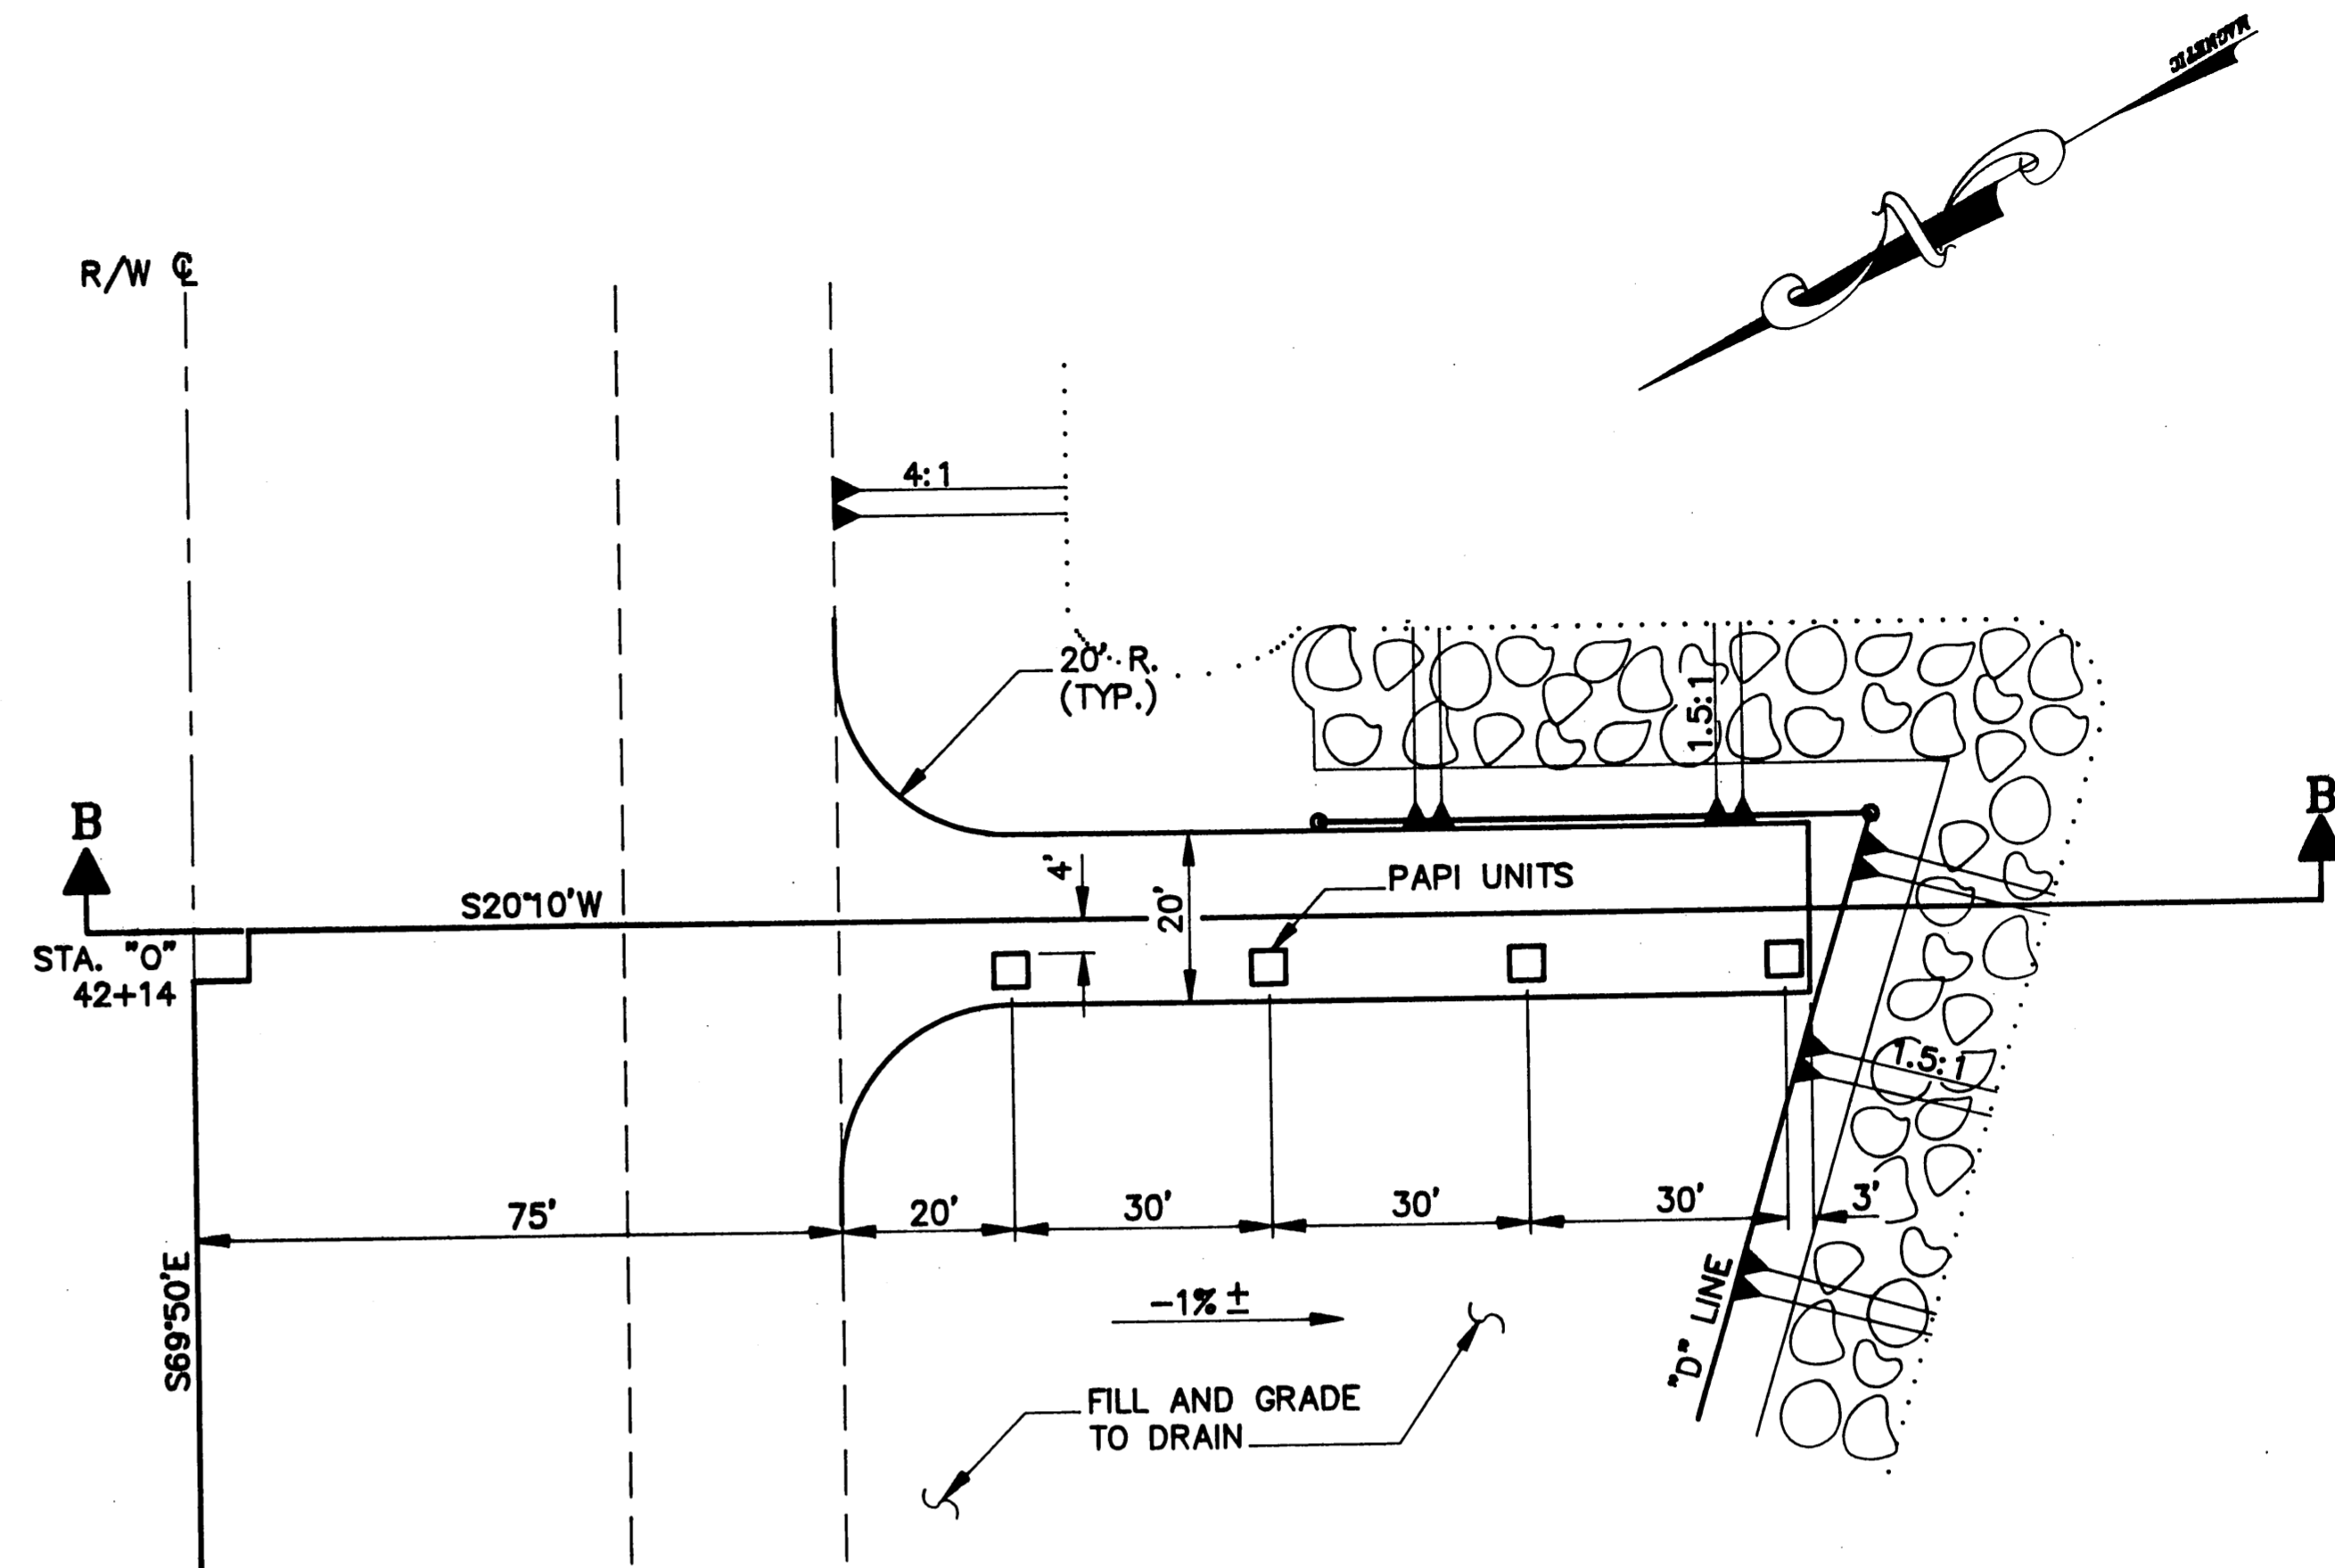 MAGNETIC
R/W ℄
4:1
20' R.
(TYP.)
1.5:1
B
B
4'
S20°10'W
20'
PAPI UNITS
STA. "O"
42+14
1.5:1
75'
20'
30'
30'
30'
3'
S69°50'E
-1% ±
"D" LINE
FILL AND GRADE
TO DRAIN